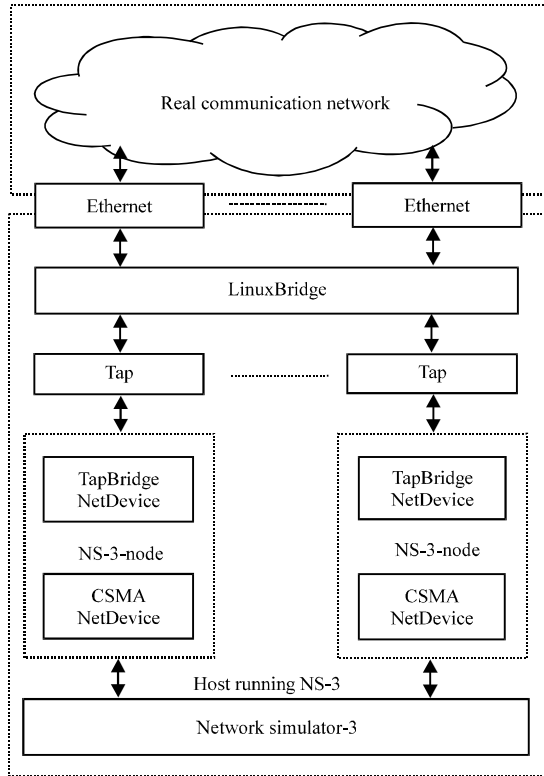 Real communication network
Ethernet
Ethernet
LinuxBridge
Tap
Tap
TapBridge
NetDevice
TapBridge
NetDevice
NS-3-node
NS-3-node
CSMA
NetDevice
CSMA
NetDevice
Host running NS-3
Network simulator-3